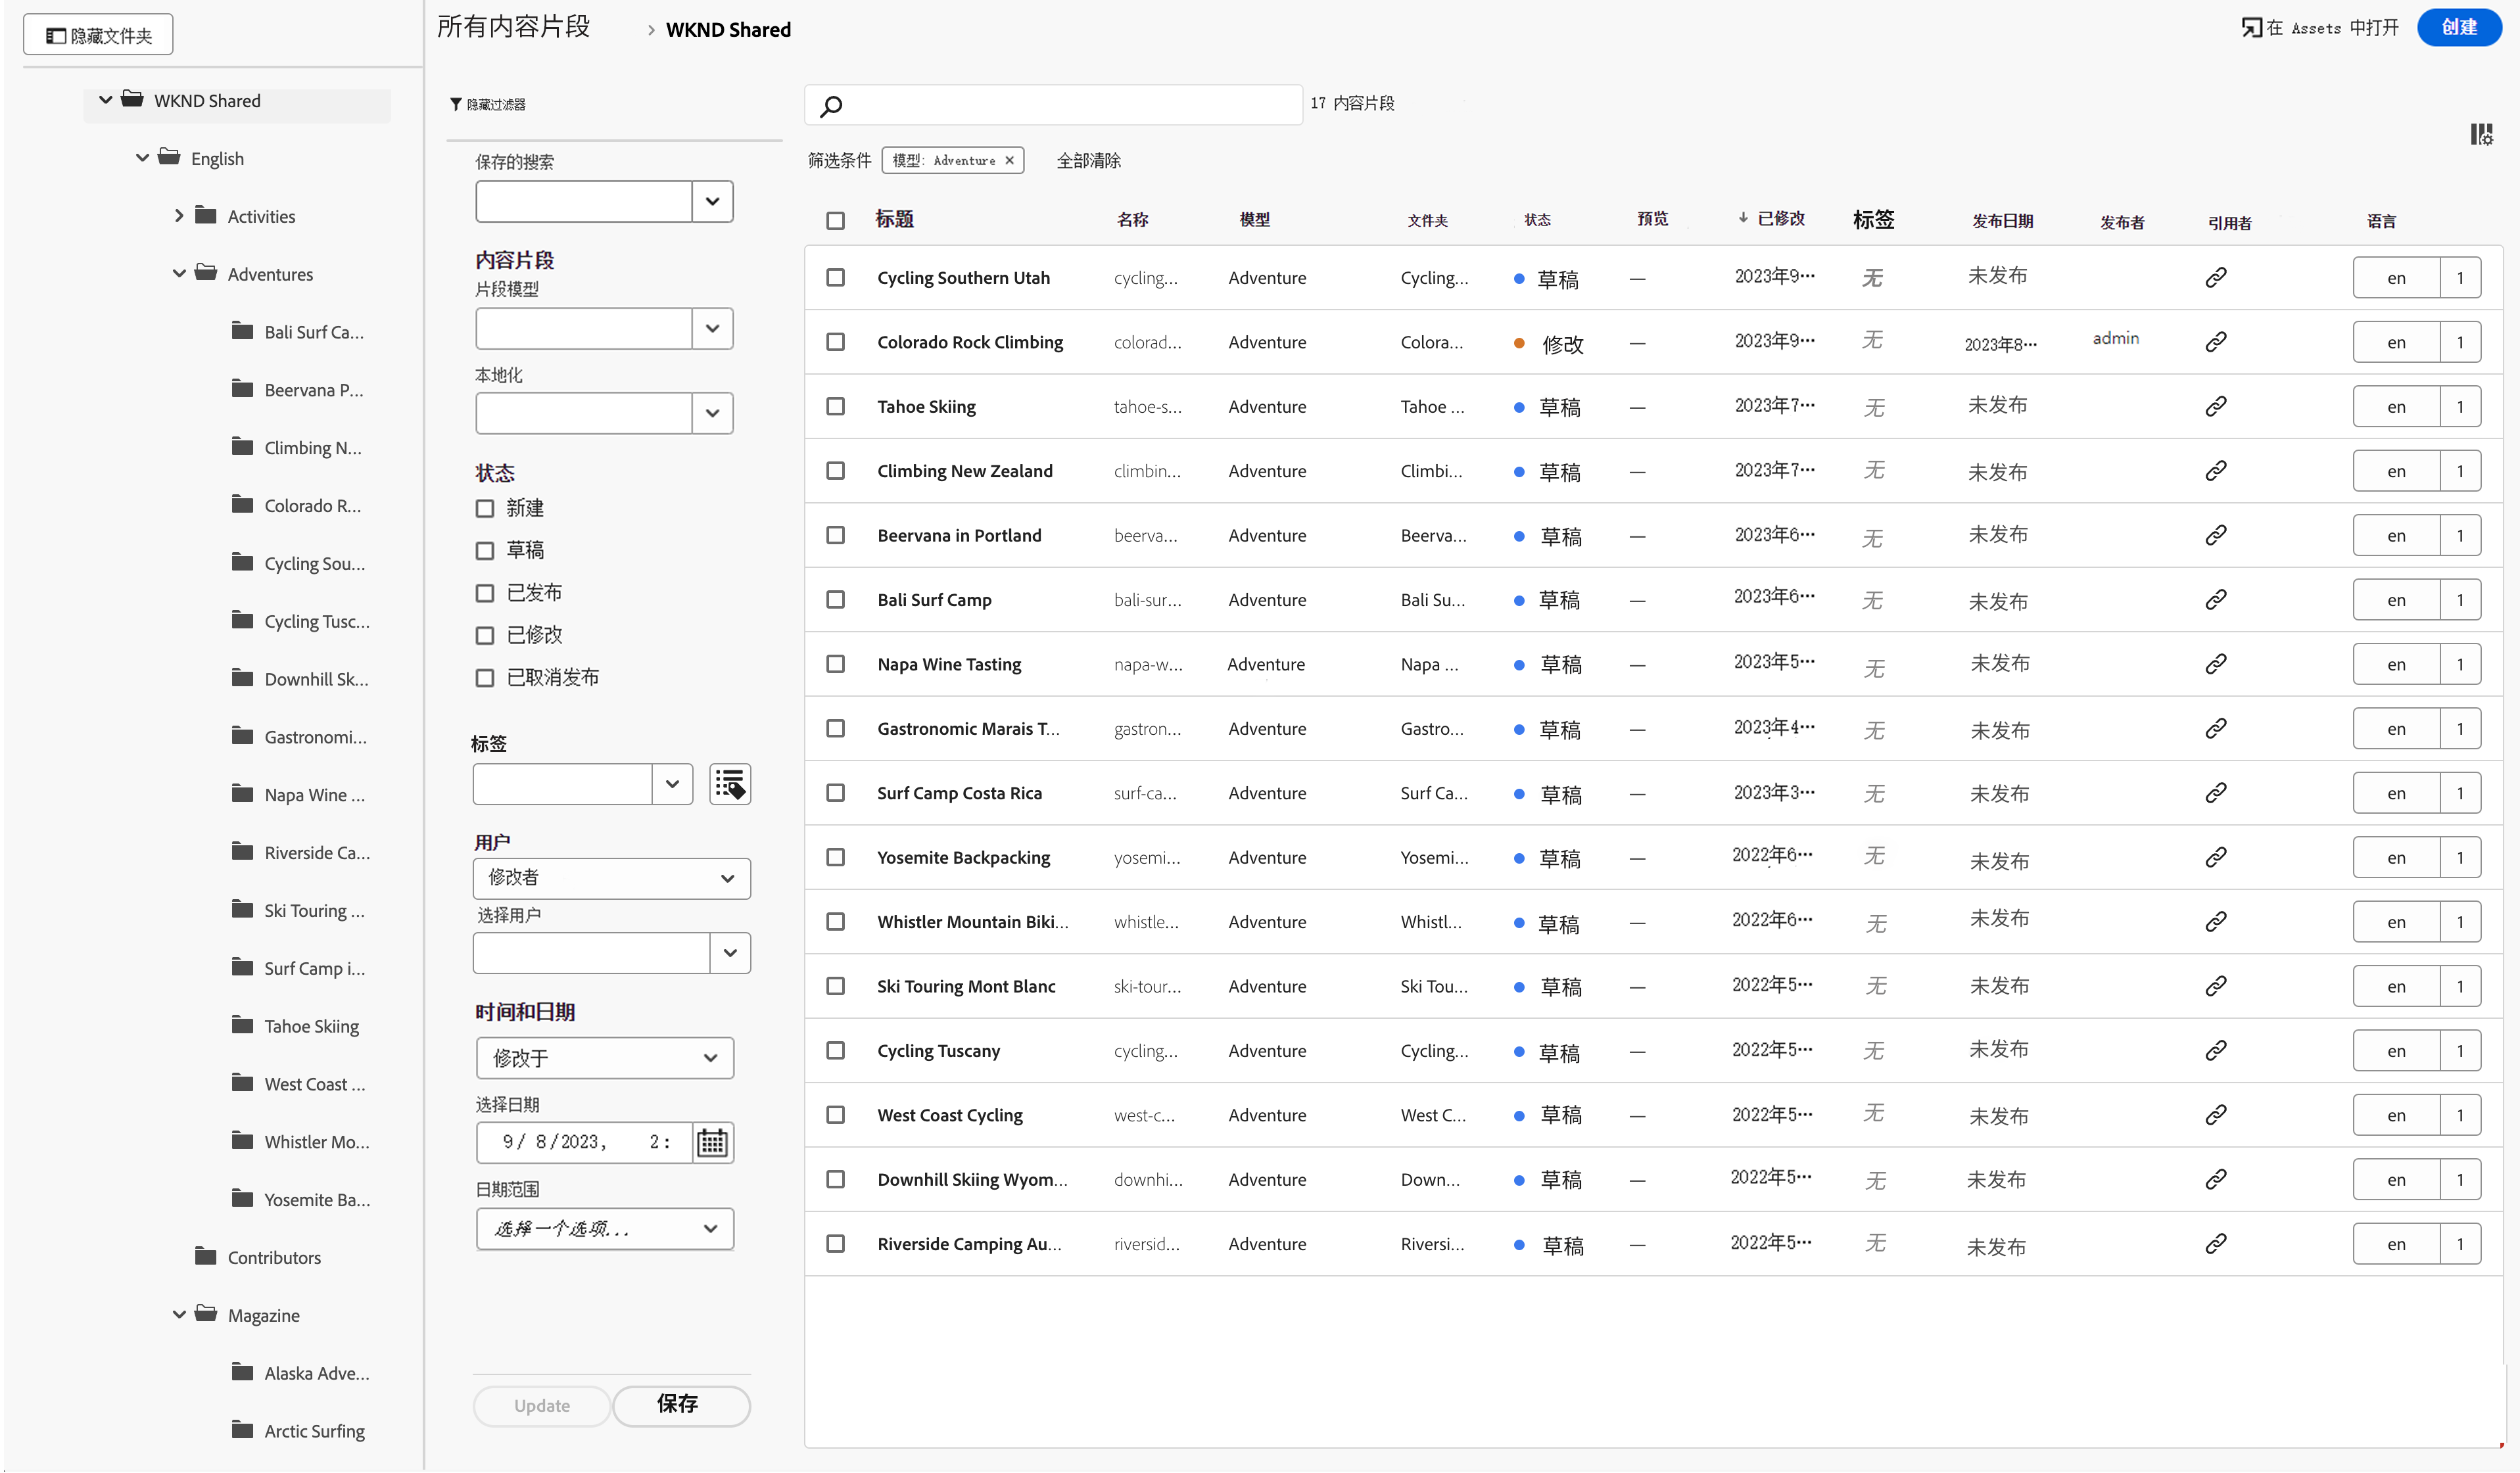 隐藏文件夹
WKND Shared
English
Activities
Adventures
Bali Surf Ca...
Beervana P...
Climbing N...
Colorado R...
Cycling Sou...
Cycling Tusc...
Downhill Sk...
Gastronomi...
Napa Wine ...
Riverside Ca...
Ski Touring ...
Surf Camp i...
Tahoe Skiing
West Coast ...
Whistler Mo...
Yosemite Ba...
Contributors
Magazine
Alaska Adve...
Arctic Surfing
所有内容片段 › WKND Shared
在 Assets 中打开
创建
隐藏过滤器
保存的搜索
内容片段
片段模型
本地化
状态
新建
草稿
已发布
已修改
已取消发布
标签
用户
修改者
选择用户
时间和日期
修改于
选择日期
9/ 8/2023, 2:
日期范围
选择一个选项...
Update 保存
17 内容片段
筛选条件 模型: Adventure × 全部清除
标题 名称 模型 文件夹 状态 预览 ↓ 已修改 标签 发布日期 发布者 引用者 语言
Cycling Southern Utah cycling... Adventure Cycling... 草稿 — 2023年9··· 无 未发布 en 1
Colorado Rock Climbing colorad... Adventure Colora... 修改 — 2023年9··· 无 2023年8··· admin en 1
Tahoe Skiing tahoe-s... Adventure Tahoe ... 草稿 — 2023年7··· 无 未发布 en 1
Climbing New Zealand climbin... Adventure Climbi... 草稿 — 2023年7··· 无 未发布 en 1
Beervana in Portland beerva... Adventure Beerva... 草稿 — 2023年6··· 无 未发布 en 1
Bali Surf Camp bali-sur... Adventure Bali Su... 草稿 — 2023年6··· 无 未发布 en 1
Napa Wine Tasting napa-w... Adventure Napa ... 草稿 — 2023年5··· 无 未发布 en 1
Gastronomic Marais T... gastron... Adventure Gastro... 草稿 — 2023年4··· 无 未发布 en 1
Surf Camp Costa Rica surf-ca... Adventure Surf Ca... 草稿 — 2023年3··· 无 未发布 en 1
Yosemite Backpacking yosemi... Adventure Yosemi... 草稿 — 2022年6··· 无 未发布 en 1
Whistler Mountain Biki... whistle... Adventure Whistl... 草稿 — 2022年6··· 无 未发布 en 1
Ski Touring Mont Blanc ski-tour... Adventure Ski Tou... 草稿 — 2022年5··· 无 未发布 en 1
Cycling Tuscany cycling... Adventure Cycling... 草稿 — 2022年5··· 无 未发布 en 1
West Coast Cycling west-c... Adventure West C... 草稿 — 2022年5··· 无 未发布 en 1
Downhill Skiing Wyom... downhi... Adventure Down... 草稿 — 2022年5··· 无 未发布 en 1
Riverside Camping Au... riversid... Adventure Riversi... 草稿 — 2022年5··· 无 未发布 en 1